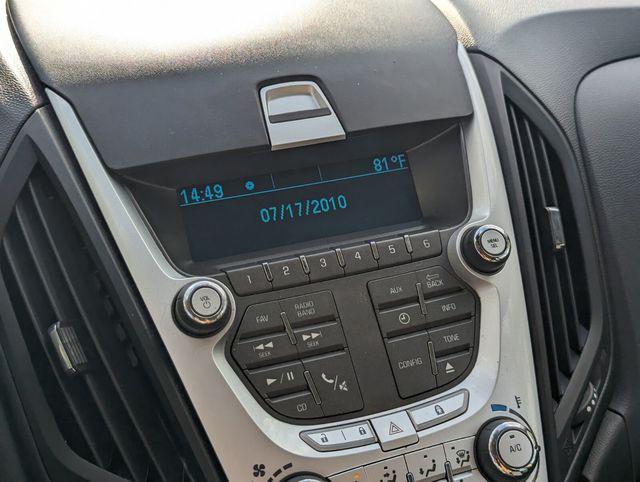 14:49 81°F
07/17/2010
1 2 3 4 5 6
MENU SEL
VOL
FAV RADIO BAND
AUX BACK
SEEK SEEK
INFO
CD
CONFIG TONE
A/C
°F